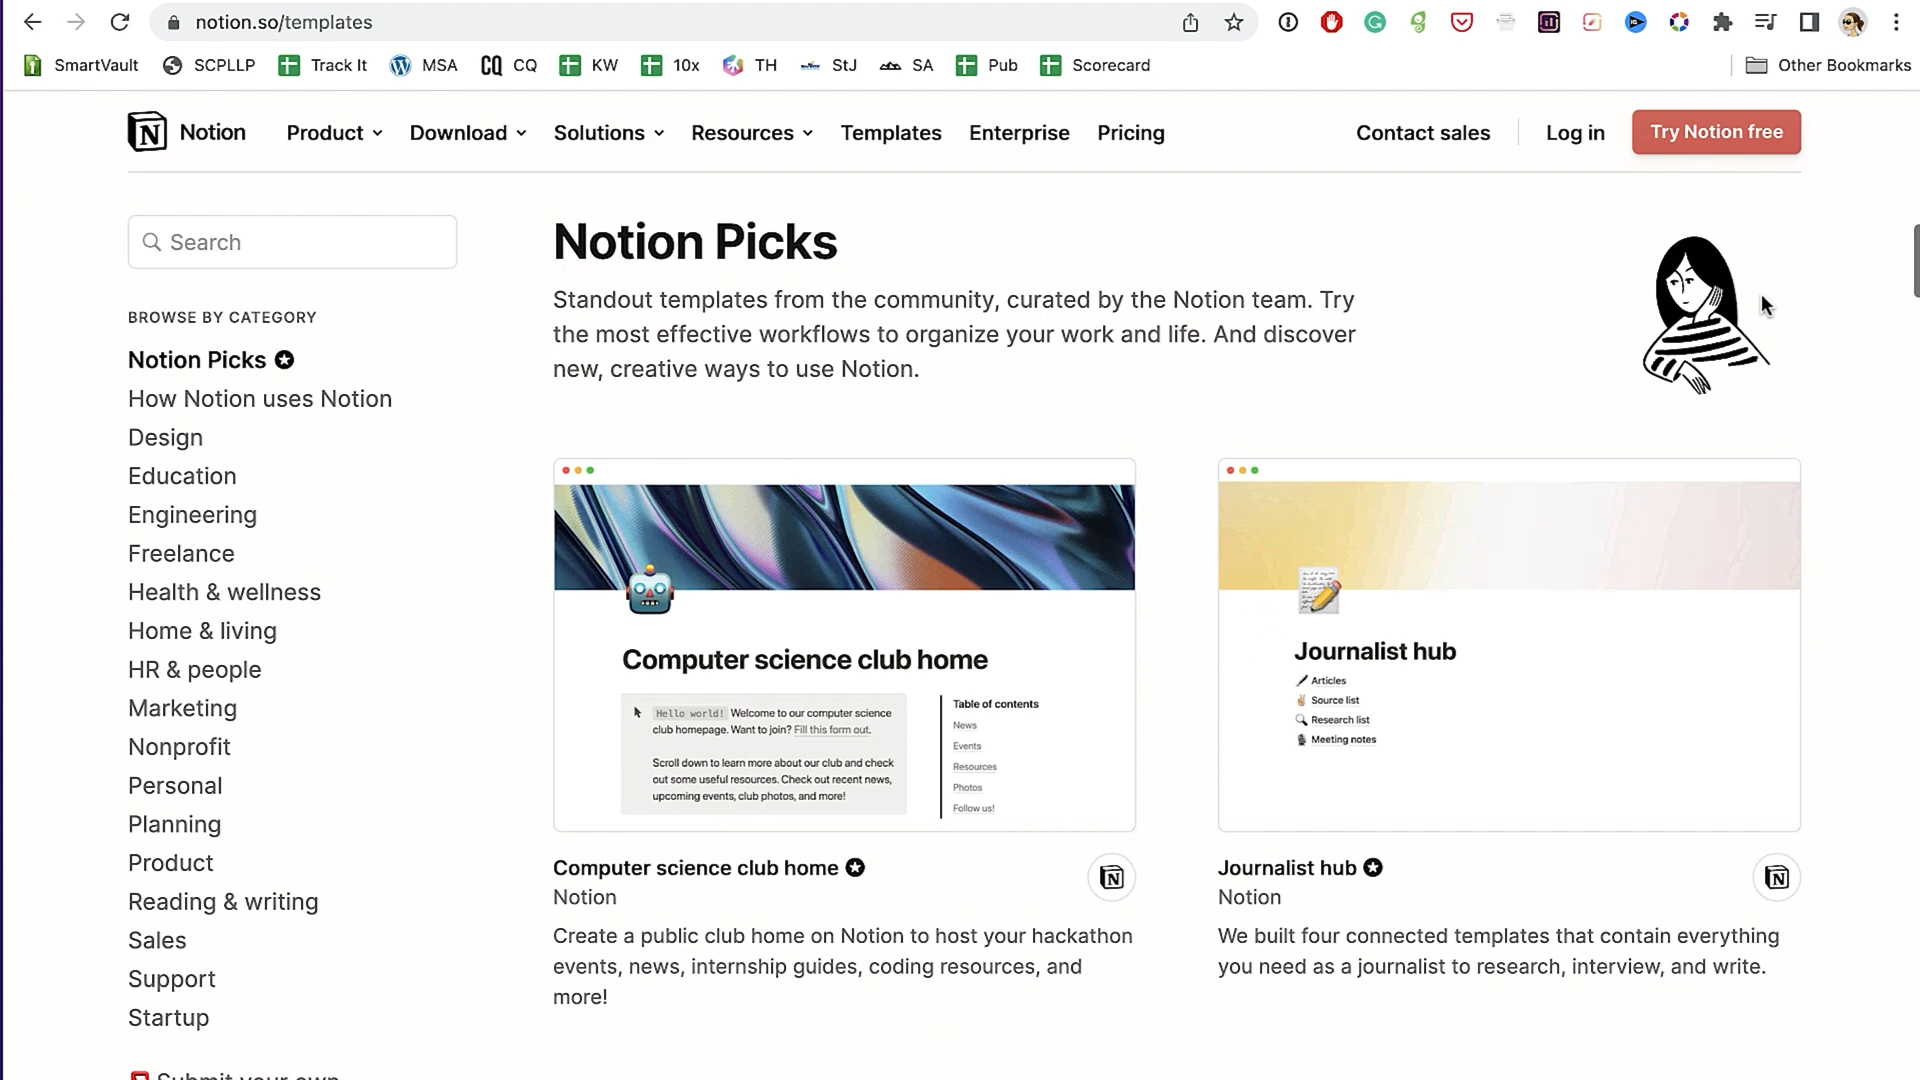 notion.so/templates
SmartVault SCPLLP Track It MSA CQ CQ KW 10x TH StJ SA Pub Scorecard Other Bookmarks
Notion Product Download Solutions Resources Templates Enterprise Pricing Contact sales Log in Try Notion free
Search
BROWSE BY CATEGORY
Notion Picks
How Notion uses Notion
Design
Education
Engineering
Freelance
Health & wellness
Home & living
HR & people
Marketing
Nonprofit
Personal
Planning
Product
Reading & writing
Sales
Support
Startup
Submit your own
Notion Picks
Standout templates from the community, curated by the Notion team. Try
the most effective workflows to organize your work and life. And discover
new, creative ways to use Notion.
Computer science club home
Hello world! Welcome to our computer science
club homepage. Want to join? Fill this form out.
Scroll down to learn more about our club and check
out some useful resources. Check out recent news,
upcoming events, club photos, and more!
Table of contents
News
Events
Resources
Photos
Follow us!
Computer science club home
Notion
Create a public club home on Notion to host your hackathon
events, news, internship guides, coding resources, and
more!
Journalist hub
Articles
Source list
Research list
Meeting notes
Journalist hub
Notion
We built four connected templates that contain everything
you need as a journalist to research, interview, and write.